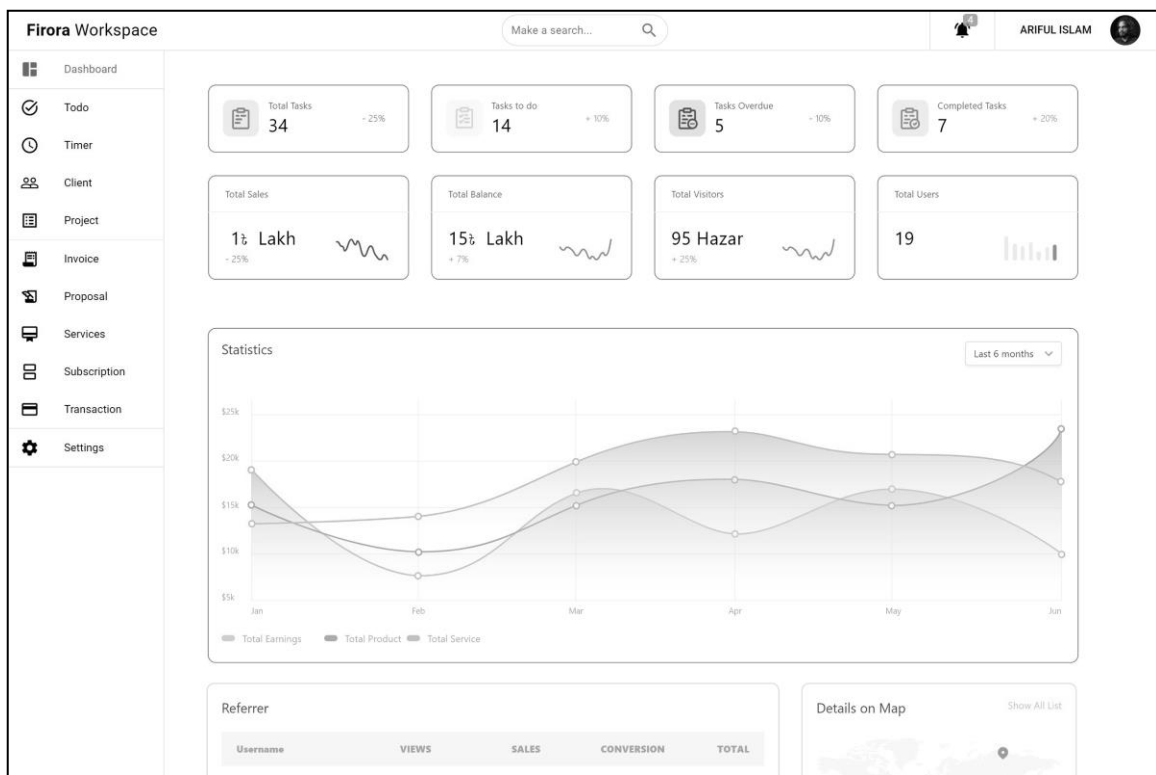 Firora Workspace
Make a search...
4
ARIFUL ISLAM
Dashboard
Todo
Timer
Client
Project
Invoice
Proposal
Services
Subscription
Transaction
Settings
Total Tasks
34
- 25%
Tasks to do
14
+ 10%
Tasks Overdue
5
- 10%
Completed Tasks
7
+ 20%
Total Sales
1৳ Lakh
- 25%
Total Balance
15৳ Lakh
+ 7%
Total Visitors
95 Hazar
+ 25%
Total Users
19
Statistics
Last 6 months
$25k
$20k
$15k
$10k
$5k
Jan Feb Mar Apr May Jun
Total Earnings Total Product Total Service
Referrer
Username VIEWS SALES CONVERSION TOTAL
Details on Map
Show All List